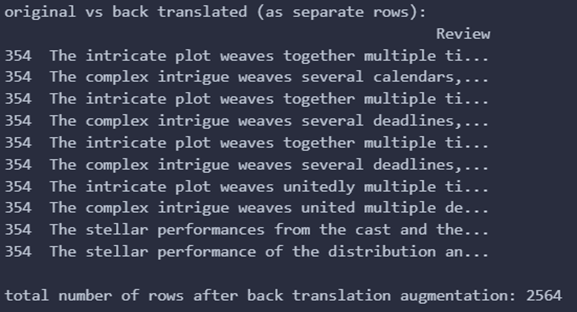 original vs back translated (as separate rows):
Review
354 The intricate plot weaves together multiple ti...
354 The complex intrigue weaves several calendars,...
354 The intricate plot weaves together multiple ti...
354 The complex intrigue weaves several deadlines,...
354 The intricate plot weaves together multiple ti...
354 The complex intrigue weaves several deadlines,...
354 The intricate plot weaves unitedly multiple ti...
354 The complex intrigue weaves united multiple de...
354 The stellar performances from the cast and the...
354 The stellar performance of the distribution an...
total number of rows after back translation augmentation: 2564